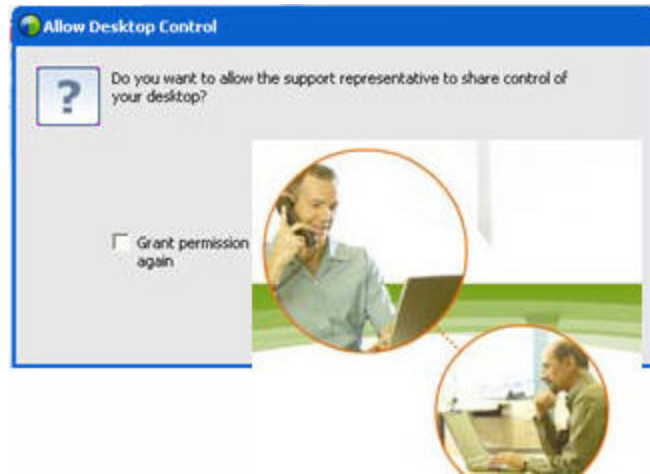 Allow Desktop Control
Do you want to allow the support representative to share control of
your desktop?
Grant permission
again